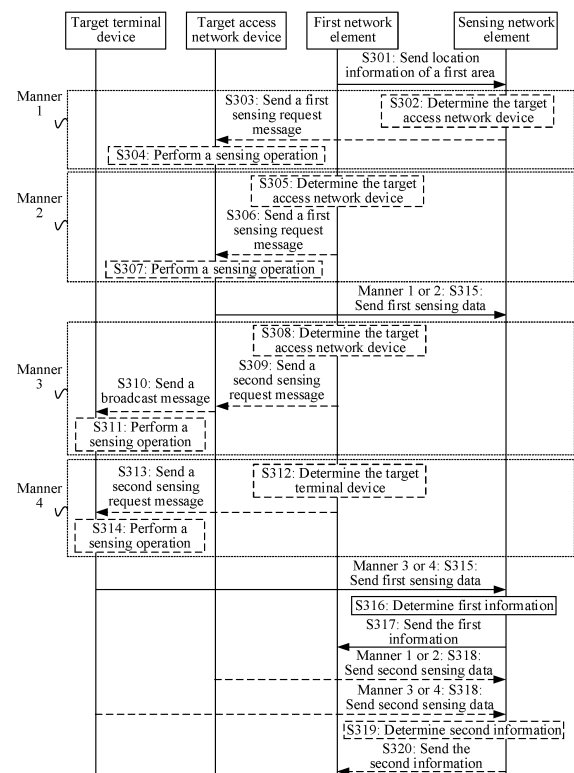 Target terminal
device
Target access
network device
First network
element
Sensing network
element
S301: Send location
information of a first area
Manner
1
S303: Send a first
sensing request
message
S302: Determine the target
access network device
S304: Perform a sensing operation
Manner
2
S305: Determine the target
access network device
S306: Send a first
sensing request
message
S307: Perform a sensing operation
Manner 1 or 2: S315:
Send first sensing data
Manner
3
S308: Determine the target
access network device
S309: Send a
second sensing
request message
S310: Send a
broadcast message
S311: Perform a
sensing operation
Manner
4
S313: Send a
second sensing
request message
S312: Determine the target
terminal device
S314: Perform a
sensing operation
Manner 3 or 4: S315:
Send first sensing data
S316: Determine first information
S317: Send the first
information
Manner 1 or 2: S318:
Send second sensing data
Manner 3 or 4: S318:
Send second sensing data
S319: Determine second information
S320: Send the
second information